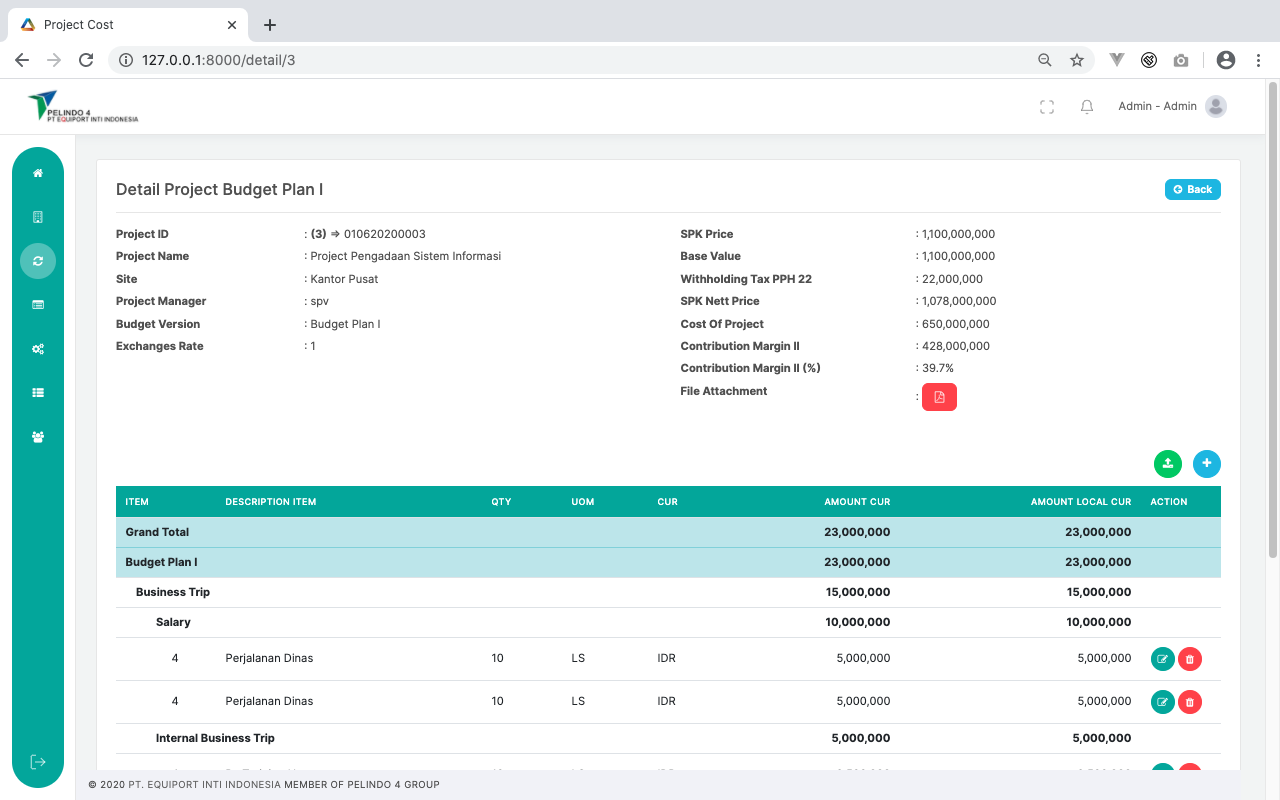 Project Cost
127.0.0.1:8000/detail/3
PELINDO 4
PT EQUIPORT INTI INDONESIA
Admin - Admin
Detail Project Budget Plan I
Back
Project ID : (3) ⇒ 010620200003
Project Name : Project Pengadaan Sistem Informasi
Site : Kantor Pusat
Project Manager : spv
Budget Version : Budget Plan I
Exchanges Rate : 1
SPK Price : 1,100,000,000
Base Value : 1,100,000,000
Withholding Tax PPH 22 : 22,000,000
SPK Nett Price : 1,078,000,000
Cost Of Project : 650,000,000
Contribution Margin II : 428,000,000
Contribution Margin II (%) : 39.7%
File Attachment :
ITEM DESCRIPTION ITEM QTY UOM CUR AMOUNT CUR AMOUNT LOCAL CUR ACTION
Grand Total 23,000,000 23,000,000
Budget Plan I 23,000,000 23,000,000
Business Trip 15,000,000 15,000,000
Salary 10,000,000 10,000,000
4 Perjalanan Dinas 10 LS IDR 5,000,000 5,000,000
4 Perjalanan Dinas 10 LS IDR 5,000,000 5,000,000
Internal Business Trip 5,000,000 5,000,000
© 2020 PT. EQUIPORT INTI INDONESIA MEMBER OF PELINDO 4 GROUP